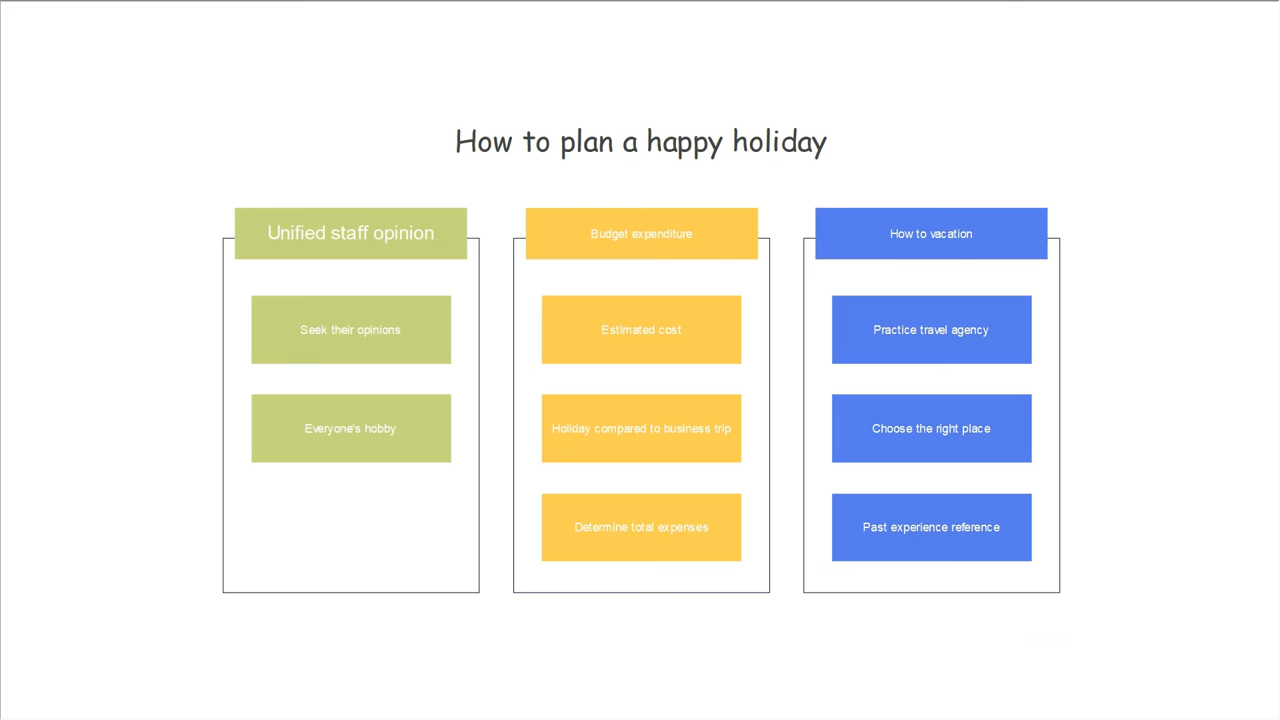 How to plan a happy holiday
Unified staff opinion
Seek their opinions
Everyone's hobby
Budget expenditure
Estimated cost
Holiday compared to business trip
Determine total expenses
How to vacation
Practice travel agency
Choose the right place
Past experience reference